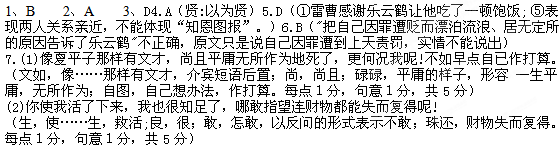 1、B    2、A    3、D4.A（贤:以为贤）5.D（①雷曹感谢乐云鹤让他吃了一顿饱饭;⑤表
现两人关系亲近,不能体现“知恩图报”。）6.B("把自己因罪遭贬而漂泊流浪、居无定所
的原因告诉了乐云鹤"不正确,原文只是说自己因罪遭到上天责罚,实情不能说出)
7.(1)像夏平子那样有文才,尚且平庸无所作为地死了,更何况我呢!不如早点自已作打算。
(文如,像……那样有文才,介宾短语后置;尚,尚且;碌碌,平庸的样子,形容 一生平
庸,无所作为;自图,自己想办法,作打算。每点1分,句意1分,共5分)
(2)你使我活了下来,我也很知足了,哪敢指望连财物都能失而复得呢!
(生,使……生,救活;良,很;敢,怎敢,以反问的形式表示不敢;珠还,财物失而复得。
每点1分,句意1分,共5分)